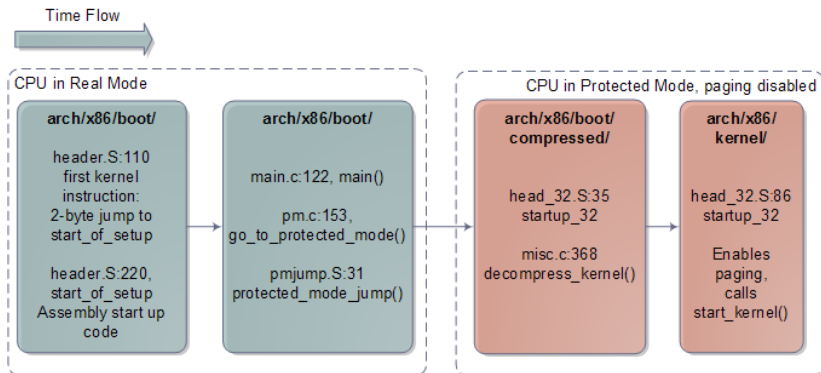 Time Flow
CPU in Real Mode
arch/x86/boot/
header.S:110
first kernel
instruction:
2-byte jump to
start_of_setup
header.S:220,
start_of_setup
Assembly start up
code
arch/x86/boot/
main.c:122, main()
pm.c:153,
go_to_protected_mode()
pmjump.S:31
protected_mode_jump()
CPU in Protected Mode, paging disabled
arch/x86/boot/
compressed/
head_32.S:35
startup_32
misc.c:368
decompress_kernel()
arch/x86/
kernel/
head_32.S:86
startup_32
Enables
paging,
calls
start_kernel()